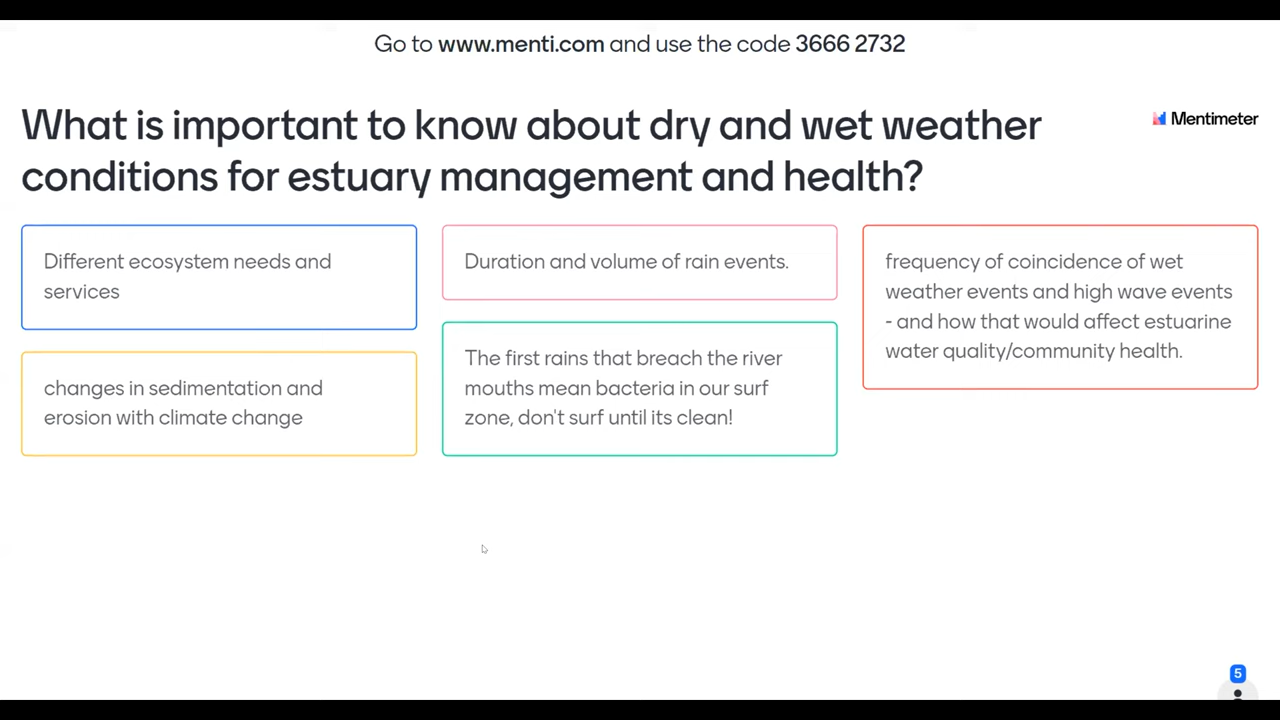 Go to www.menti.com and use the code 3666 2732
What is important to know about dry and wet weather
conditions for estuary management and health?
Mentimeter
Different ecosystem needs and
services
changes in sedimentation and
erosion with climate change
Duration and volume of rain events.
The first rains that breach the river
mouths mean bacteria in our surf
zone, don't surf until its clean!
frequency of coincidence of wet
weather events and high wave events
- and how that would affect estuarine
water quality/community health.
5